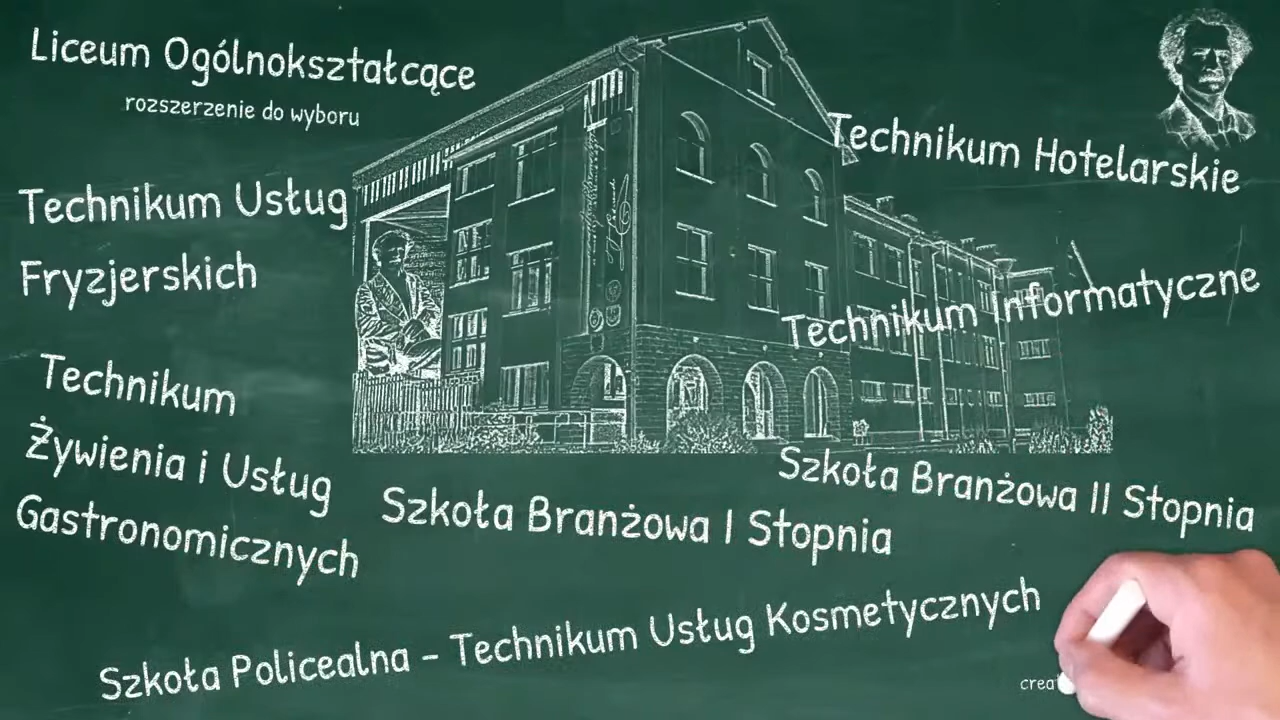 Liceum Ogólnokształcące
rozszerzenie do wyboru
Technikum Usług
Fryzjerskich
Technikum
Żywienia i Usług
Gastronomicznych
Technikum Hotelarskie
Technikum Informatyczne
Szkoła Branżowa I Stopnia
Szkoła Branżowa II Stopnia
Szkoła Policealna - Technikum Usług Kosmetycznych